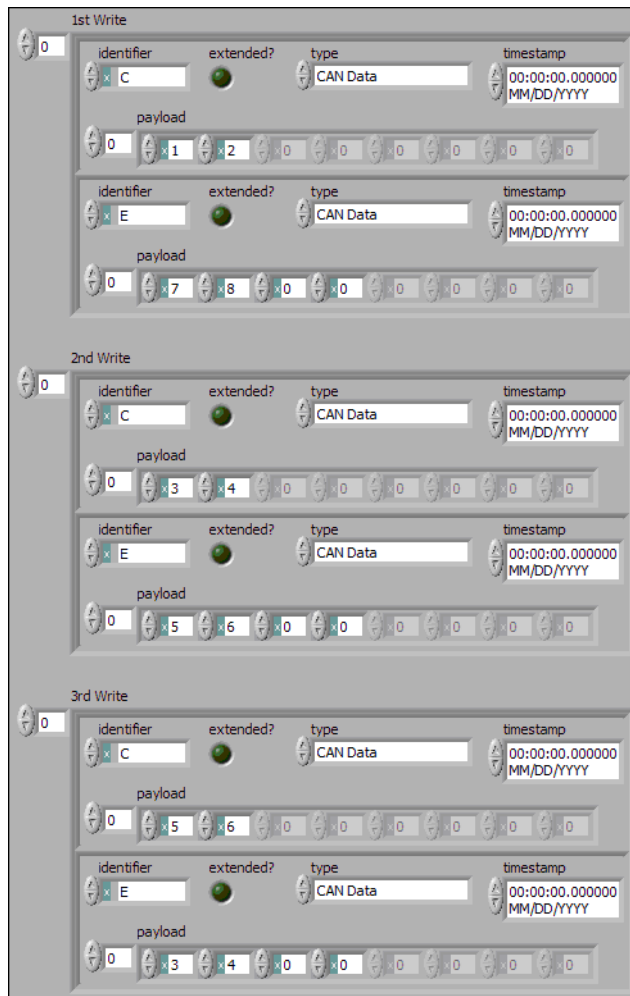 1st Write
0
identifier extended? type timestamp
x C CAN Data 00:00:00.000000
MM/DD/YYYY
payload
0 x 1 x 2 x 0 x 0 x 0 x 0 x 0 x 0
identifier extended? type timestamp
x E CAN Data 00:00:00.000000
MM/DD/YYYY
payload
0 x 7 x 8 x 0 x 0 x 0 x 0 x 0 x 0
2nd Write
0
identifier extended? type timestamp
x C CAN Data 00:00:00.000000
MM/DD/YYYY
payload
0 x 3 x 4 x 0 x 0 x 0 x 0 x 0 x 0
identifier extended? type timestamp
x E CAN Data 00:00:00.000000
MM/DD/YYYY
payload
0 x 5 x 6 x 0 x 0 x 0 x 0 x 0 x 0
3rd Write
0
identifier extended? type timestamp
x C CAN Data 00:00:00.000000
MM/DD/YYYY
payload
0 x 5 x 6 x 0 x 0 x 0 x 0 x 0 x 0
identifier extended? type timestamp
x E CAN Data 00:00:00.000000
MM/DD/YYYY
payload
0 x 3 x 4 x 0 x 0 x 0 x 0 x 0 x 0